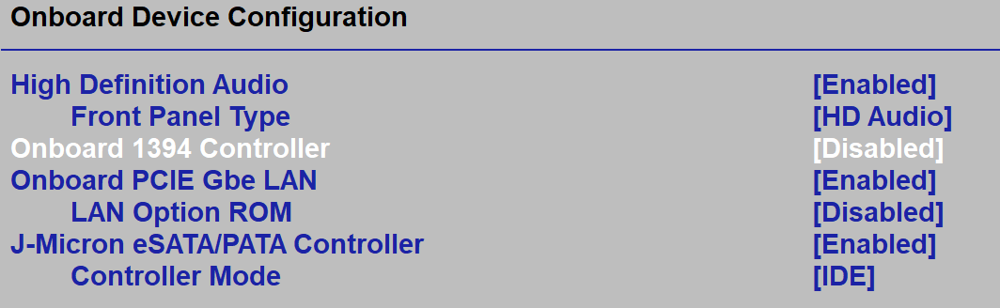 Onboard Device Configuration
High Definition Audio [Enabled]
Front Panel Type [HD Audio]
Onboard 1394 Controller [Disabled]
Onboard PCIE Gbe LAN [Enabled]
LAN Option ROM [Disabled]
J-Micron eSATA/PATA Controller [Enabled]
Controller Mode [IDE]